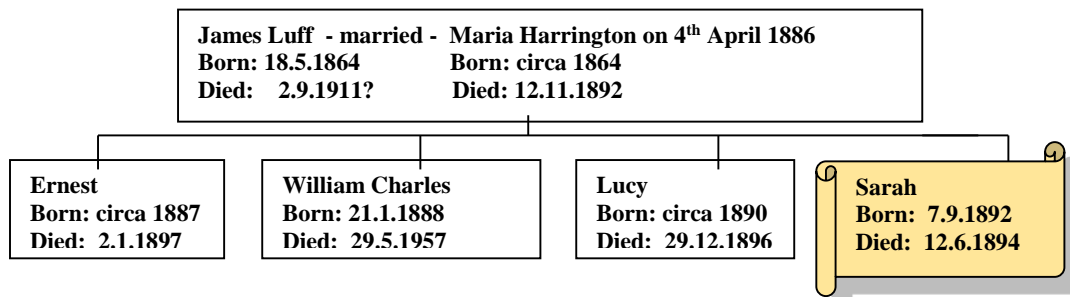 James Luff - married - Maria Harrington on 4th April 1886
Born: 18.5.1864 Born: circa 1864
Died: 2.9.1911? Died: 12.11.1892
Ernest
Born: circa 1887
Died: 2.1.1897
William Charles
Born: 21.1.1888
Died: 29.5.1957
Lucy
Born: circa 1890
Died: 29.12.1896
Sarah
Born: 7.9.1892
Died: 12.6.1894